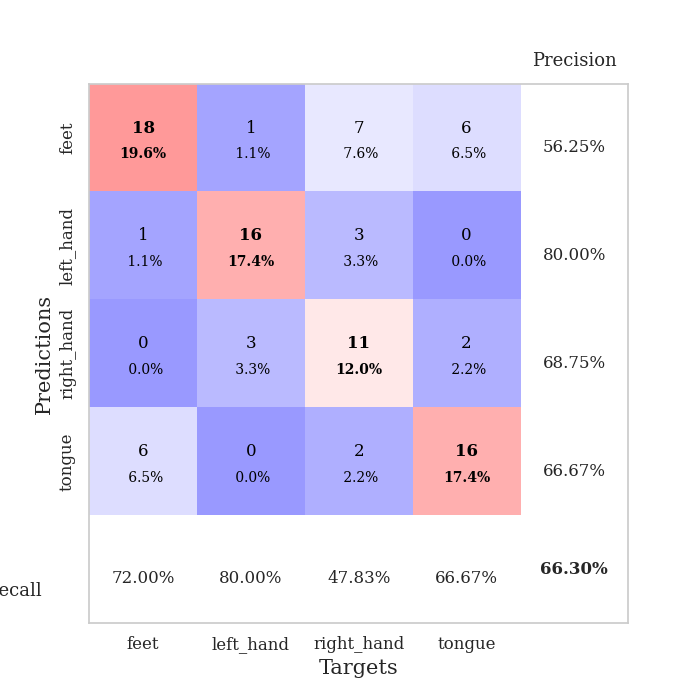 Precision
feet
18 1 7 6
19.6% 1.1% 7.6% 6.5%
56.25%
left_hand
1 16 3 0
1.1% 17.4% 3.3% 0.0%
80.00%
right_hand
0 3 11 2
0.0% 3.3% 12.0% 2.2%
68.75%
tongue
6 0 2 16
6.5% 0.0% 2.2% 17.4%
66.67%
Predictions
ecall
72.00% 80.00% 47.83% 66.67% 66.30%
feet left_hand right_hand tongue
Targets